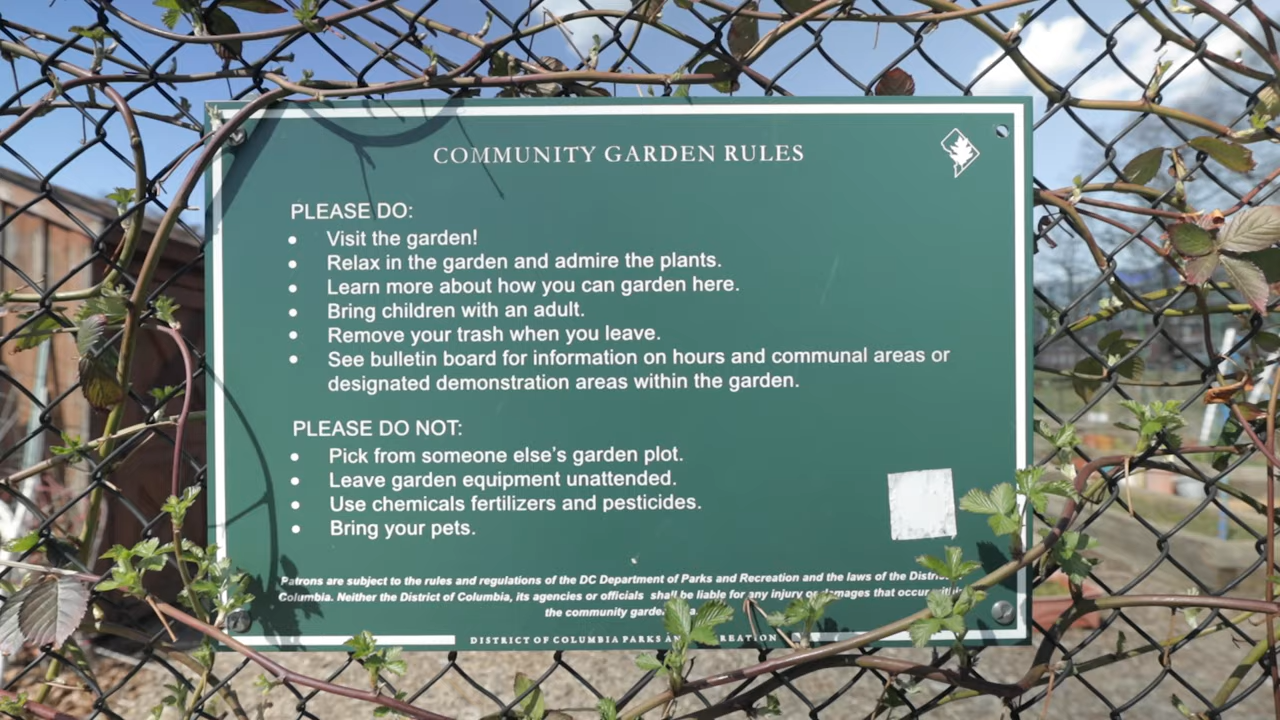 COMMUNITY GARDEN RULES
PLEASE DO:
• Visit the garden!
• Relax in the garden and admire the plants.
• Learn more about how you can garden here.
• Bring children with an adult.
• Remove your trash when you leave.
• See bulletin board for information on hours and communal areas or
designated demonstration areas within the garden.
PLEASE DO NOT:
• Pick from someone else's garden plot.
• Leave garden equipment unattended.
• Use chemicals fertilizers and pesticides.
• Bring your pets.
Patrons are subject to the rules and regulations of the DC Department of Parks and Recreation and the laws of the
Columbia. Neither the District of Columbia, its agencies or officials shall be liable for any injury or damages that occur
the community
DISTRICT OF COLUMBIA PARKS